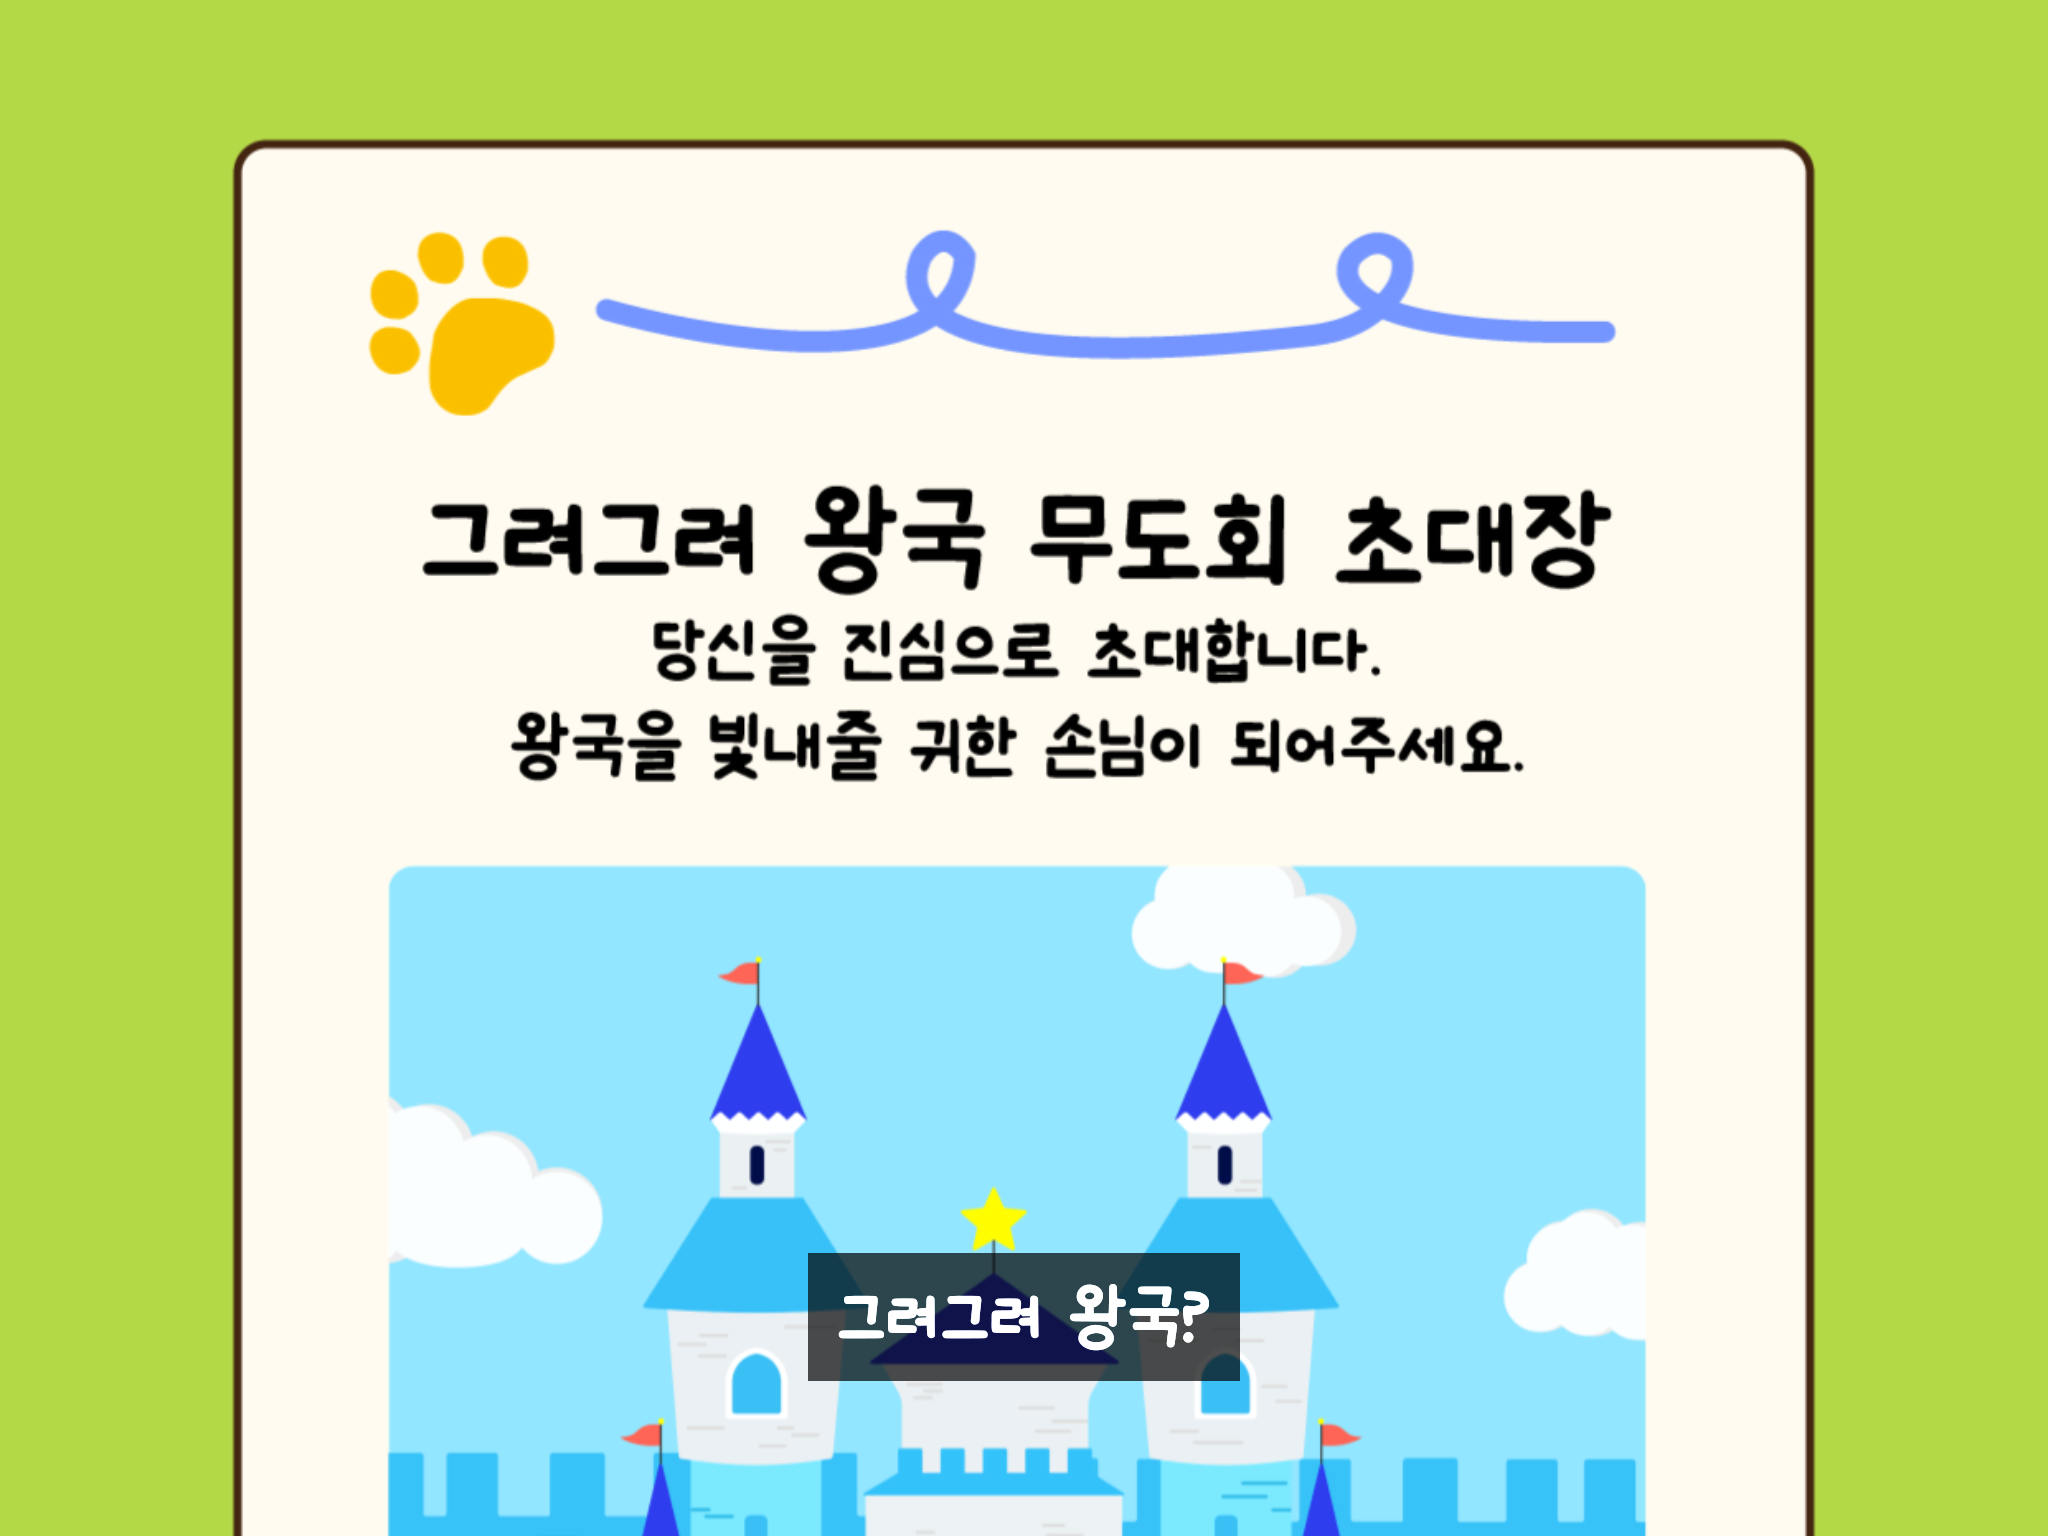 그려그려 왕국 무도회 초대장
당신을 진심으로 초대합니다.
왕국을 빛내줄 귀한 손님이 되어주세요.
그려그려 왕국?